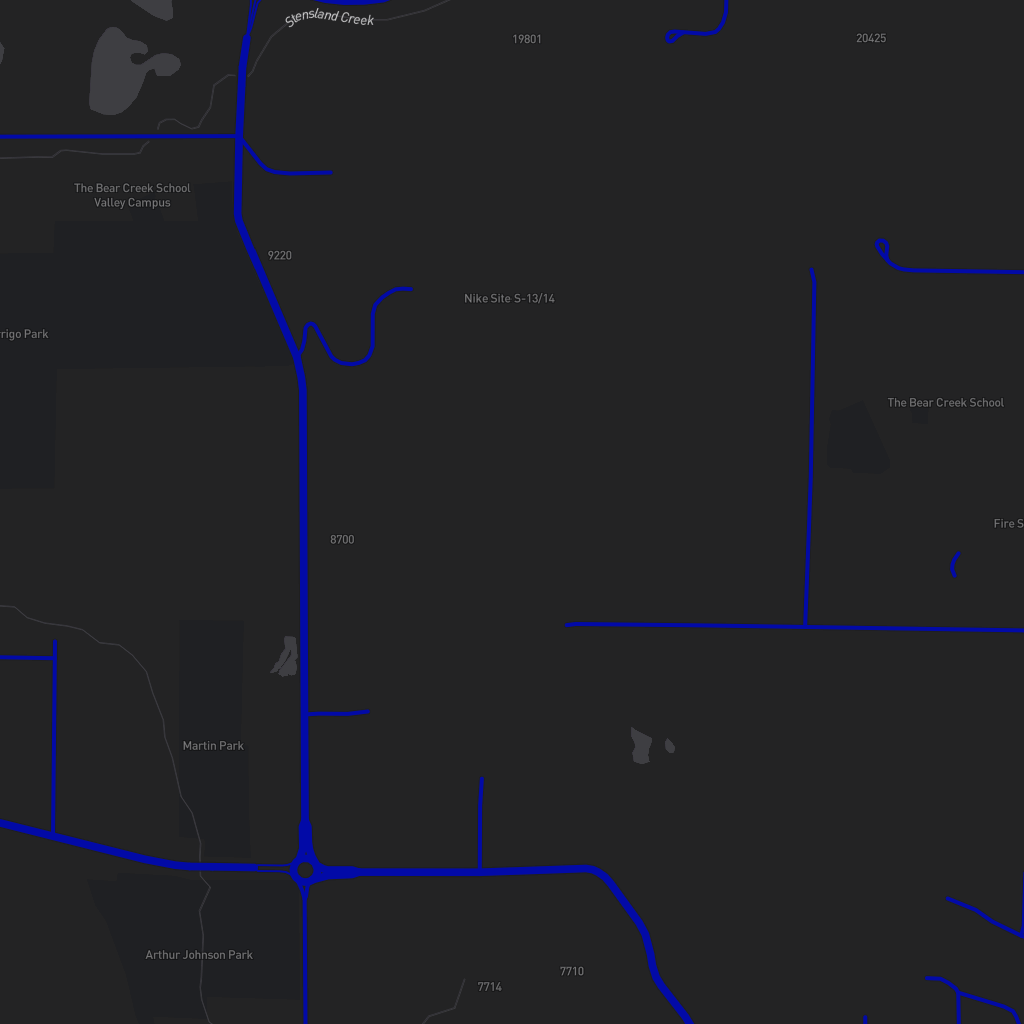 Stensland Creek
19801
20425
The Bear Creek School
Valley Campus
9220
Nike Site S-13/14
rrigo Park
The Bear Creek School
Fire S
8700
Martin Park
Arthur Johnson Park
7710
7714